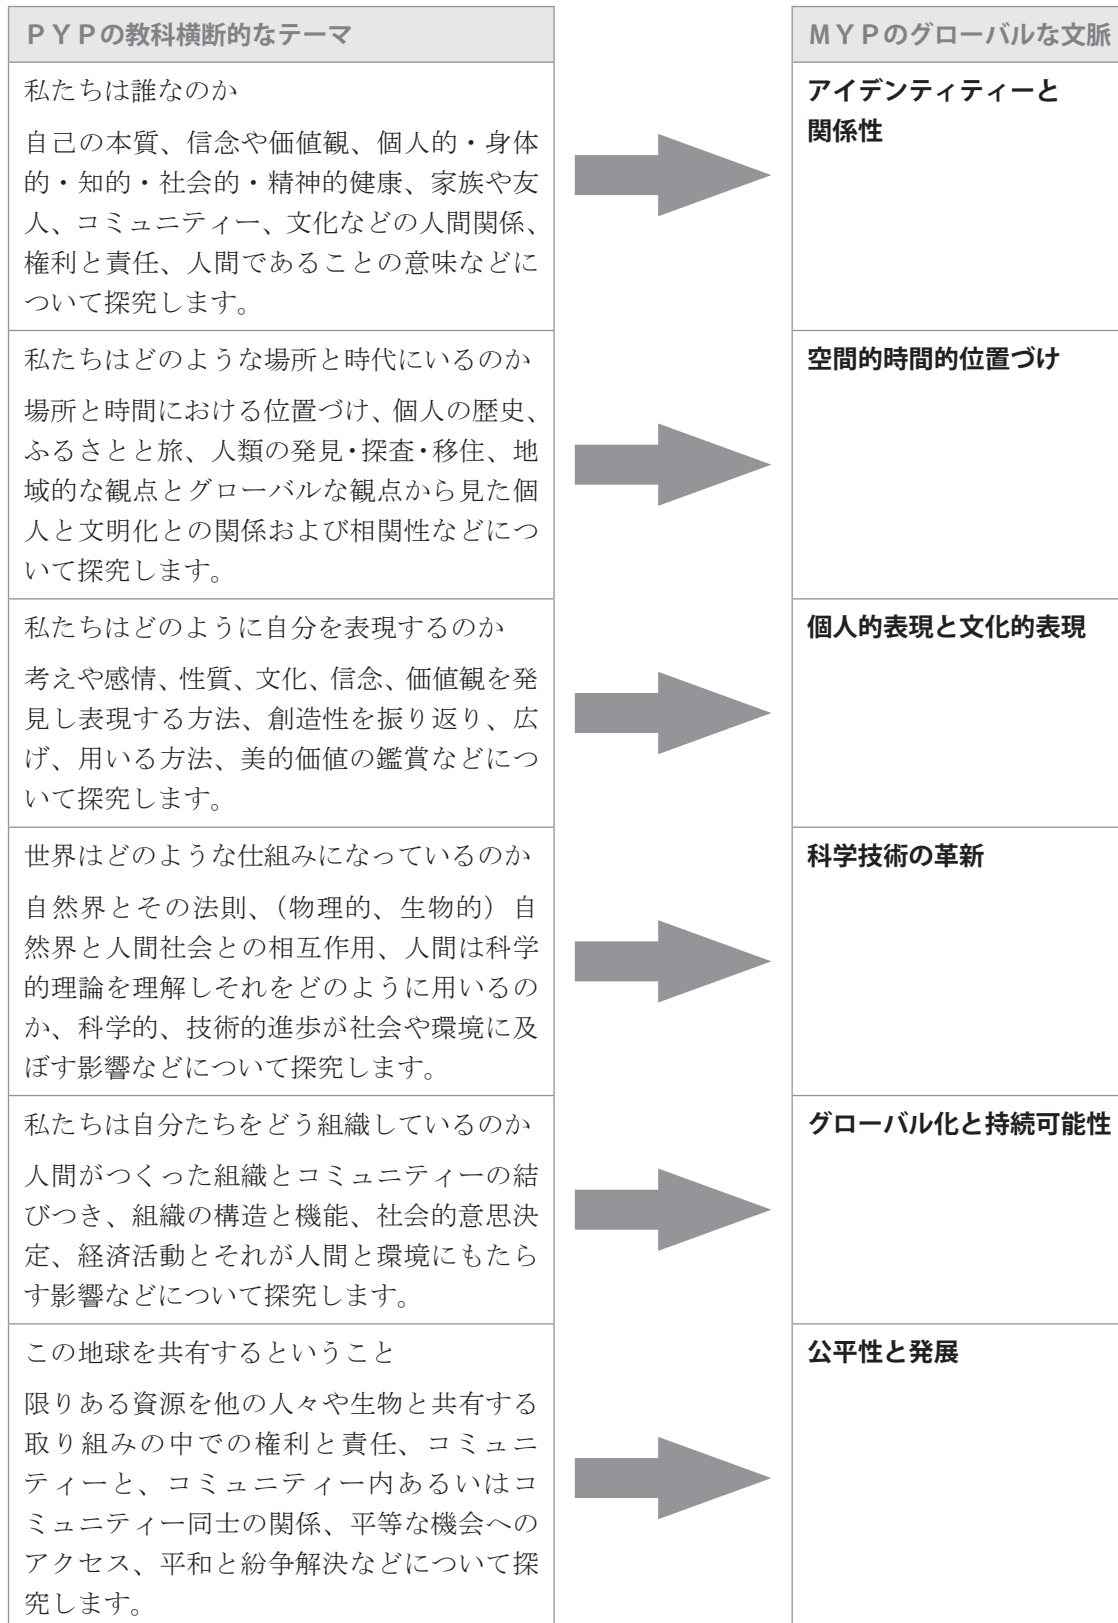 ＰＹＰの教科横断的なテーマ
ＭＹＰのグローバルな文脈
私たちは誰なのか
自己の本質、信念や価値観、個人的・身体
的・知的・社会的・精神的健康、家族や友
人、コミュニティー、文化などの人間関係、
権利と責任、人間であることの意味などに
ついて探究します。
アイデンティティーと
関係性
私たちはどのような場所と時代にいるのか
場所と時間における位置づけ、個人の歴史、
ふるさとと旅、人類の発見・探査・移住、地
域的な観点とグローバルな観点から見た個
人と文明化との関係および相関性などにつ
いて探究します。
空間的時間的位置づけ
私たちはどのように自分を表現するのか
考えや感情、性質、文化、信念、価値観を発
見し表現する方法、創造性を振り返り、広
げ、用いる方法、美的価値の鑑賞などにつ
いて探究します。
個人的表現と文化的表現
世界はどのような仕組みになっているのか
自然界とその法則、（物理的、生物的）自
然界と人間社会との相互作用、人間は科学
的理論を理解しそれをどのように用いるの
か、科学的、技術的進歩が社会や環境に及
ぼす影響などについて探究します。
科学技術の革新
私たちは自分たちをどう組織しているのか
人間がつくった組織とコミュニティーの結
びつき、組織の構造と機能、社会的意思決
定、経済活動とそれが人間と環境にもたら
す影響などについて探究します。
グローバル化と持続可能性
この地球を共有するということ
限りある資源を他の人々や生物と共有する
取り組みの中での権利と責任、コミュニ
ティーと、コミュニティー内あるいはコ
ミュニティー同士の関係、平等な機会への
アクセス、平和と紛争解決などについて探
究します。
公平性と発展